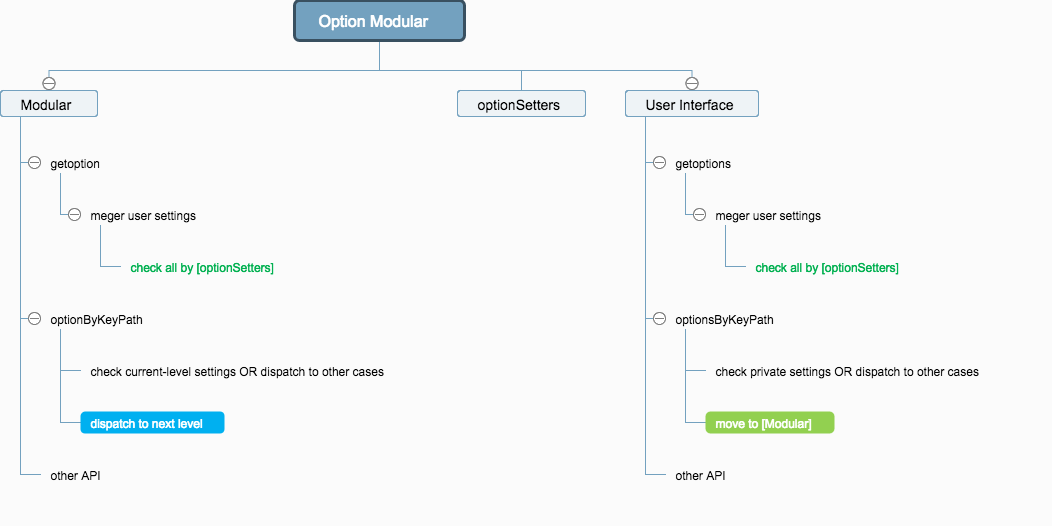 Option Modular
Modular
optionSetters
User Interface
getoption
meger user settings
check all by [optionSetters]
optionByKeyPath
check current-level settings OR dispatch to other cases
dispatch to next level
other API
getoptions
meger user settings
check all by [optionSetters]
optionsByKeyPath
check private settings OR dispatch to other cases
move to [Modular]
other API